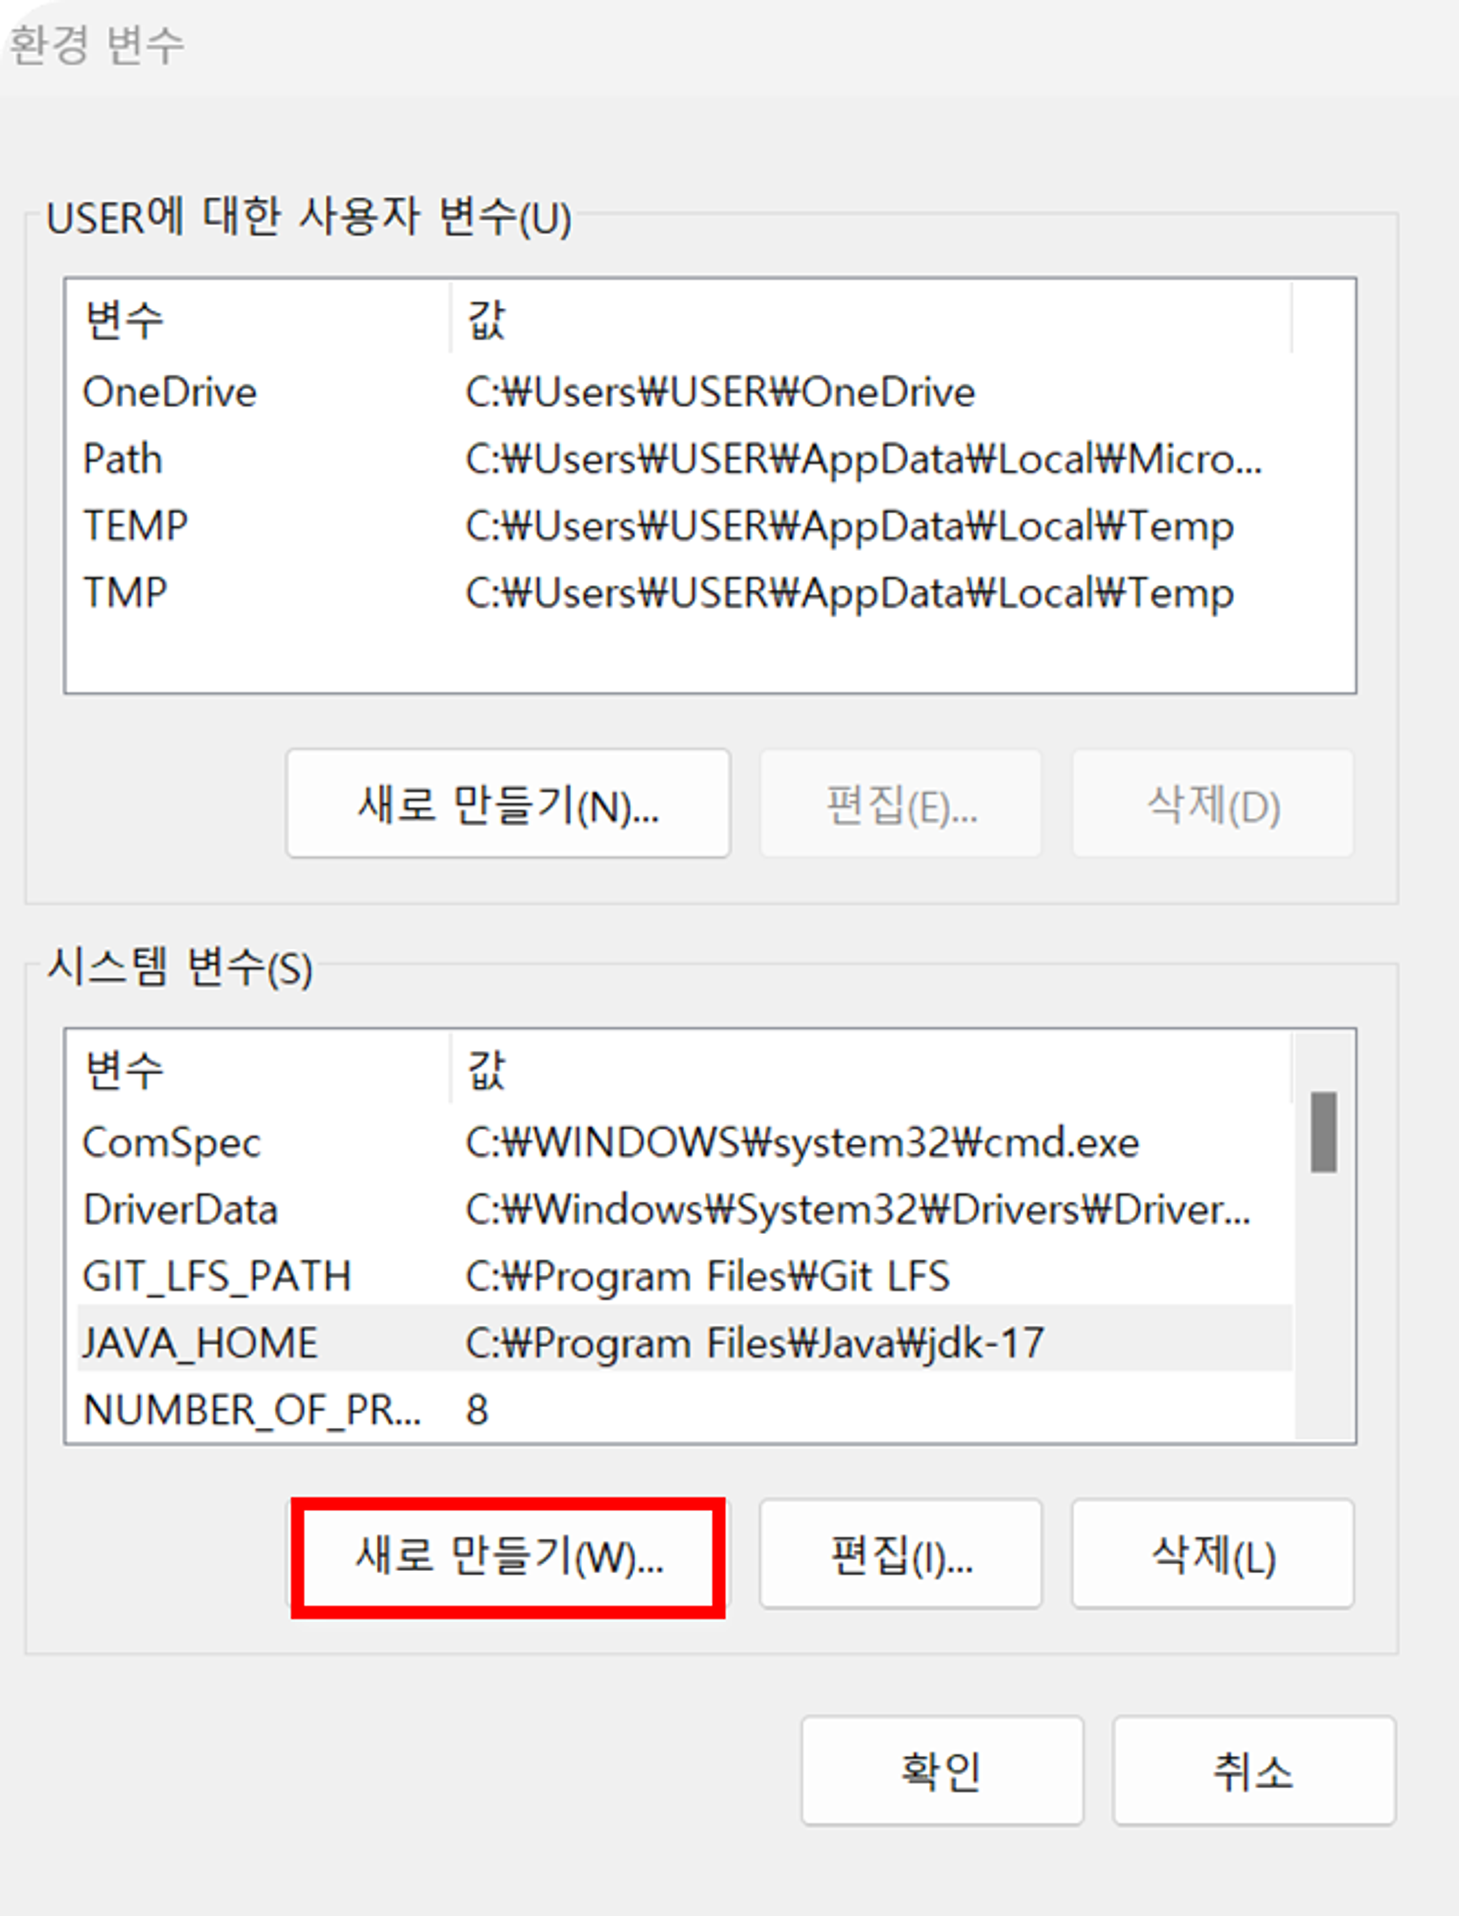 환경 변수
USER에 대한 사용자 변수(U)
변수 값
OneDrive C:₩Users₩USER₩OneDrive
Path C:₩Users₩USER₩AppData₩Local₩Micro...
TEMP C:₩Users₩USER₩AppData₩Local₩Temp
TMP C:₩Users₩USER₩AppData₩Local₩Temp
새로 만들기(N)... 편집(E)... 삭제(D)
시스템 변수(S)
변수 값
ComSpec C:₩WINDOWS₩system32₩cmd.exe
DriverData C:₩Windows₩System32₩Drivers₩Driver...
GIT_LFS_PATH C:₩Program Files₩Git LFS
JAVA_HOME C:₩Program Files₩Java₩jdk-17
NUMBER_OF_PR... 8
새로 만들기(W)... 편집(I)... 삭제(L)
확인 취소